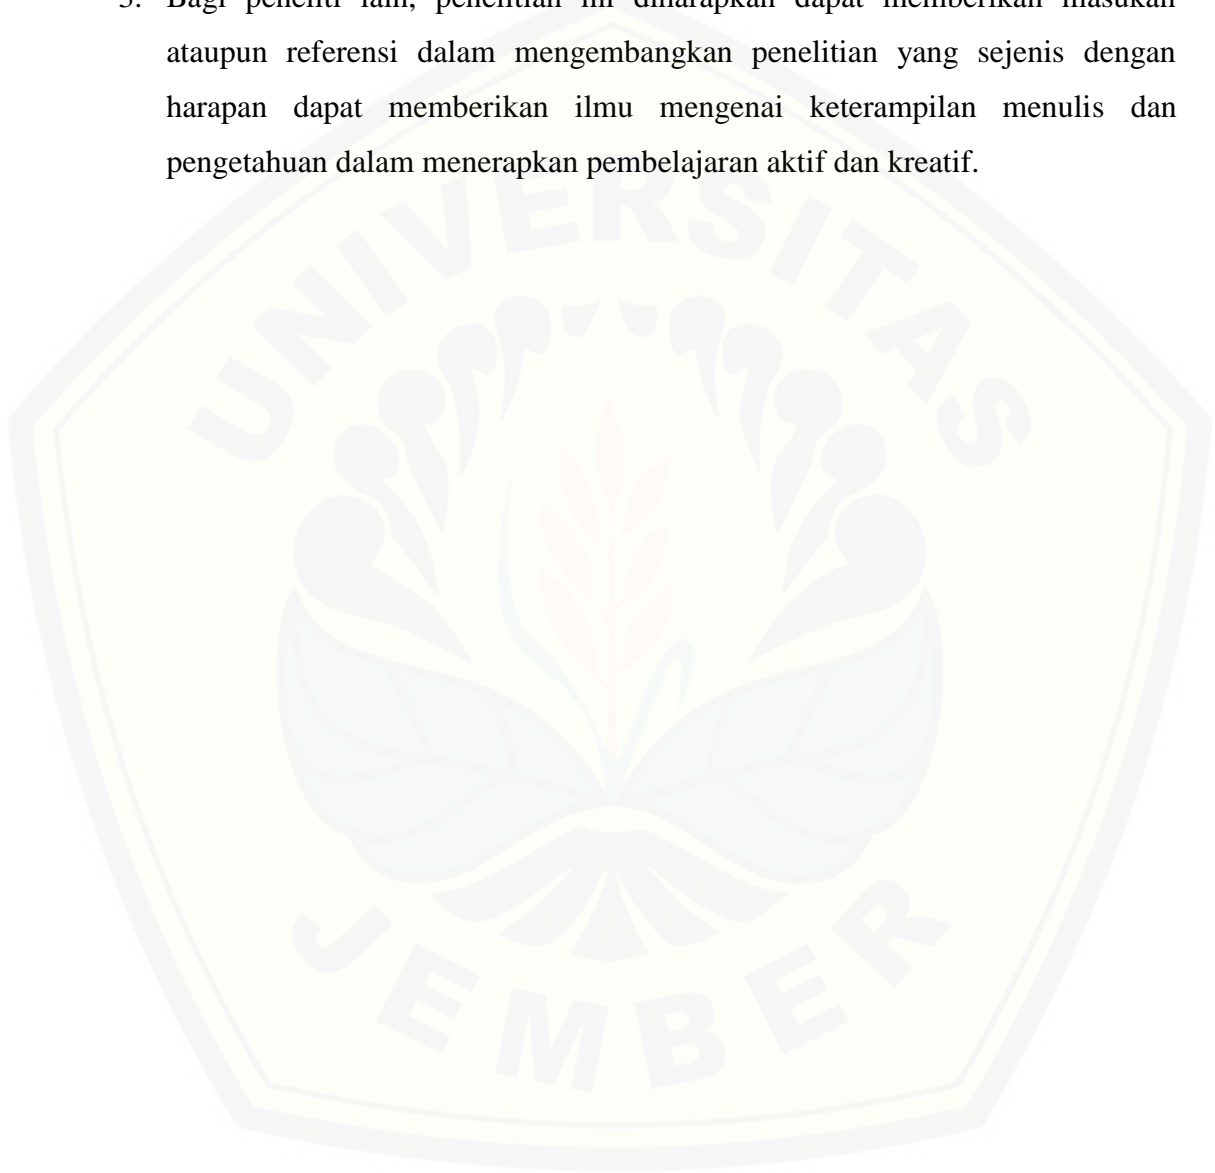 3. Bagi peneliti lain, penelitian ini diharapkan dapat memberikan masukan
ataupun referensi dalam mengembangkan penelitian yang sejenis dengan
harapan dapat memberikan ilmu mengenai keterampilan menulis dan
pengetahuan dalam menerapkan pembelajaran aktif dan kreatif.
UNIVERSITAS
JEMBER